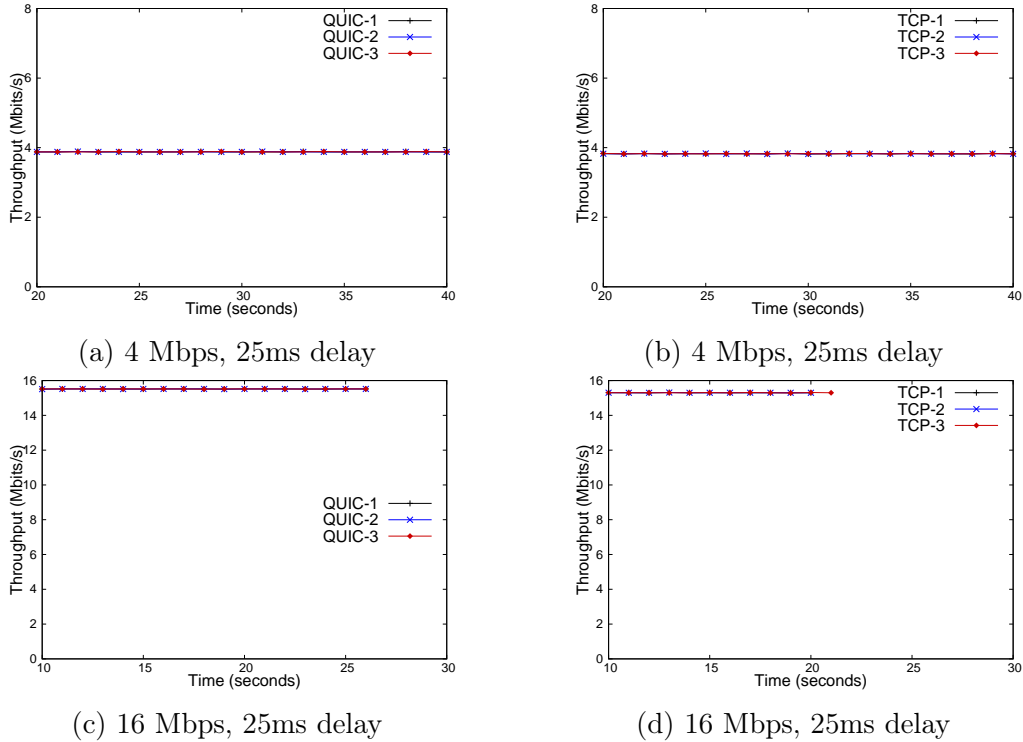 8
6
4
2
0
Throughput (Mbits/s)
QUIC-1
QUIC-2
QUIC-3
20 25 30 35 40
Time (seconds)
(a) 4 Mbps, 25ms delay
8
6
4
2
0
Throughput (Mbits/s)
TCP-1
TCP-2
TCP-3
20 25 30 35 40
Time (seconds)
(b) 4 Mbps, 25ms delay
16
14
12
10
8
6
4
2
0
Throughput (Mbits/s)
QUIC-1
QUIC-2
QUIC-3
10 15 20 25 30
Time (seconds)
(c) 16 Mbps, 25ms delay
16
14
12
10
8
6
4
2
0
Throughput (Mbits/s)
TCP-1
TCP-2
TCP-3
10 15 20 25 30
Time (seconds)
(d) 16 Mbps, 25ms delay